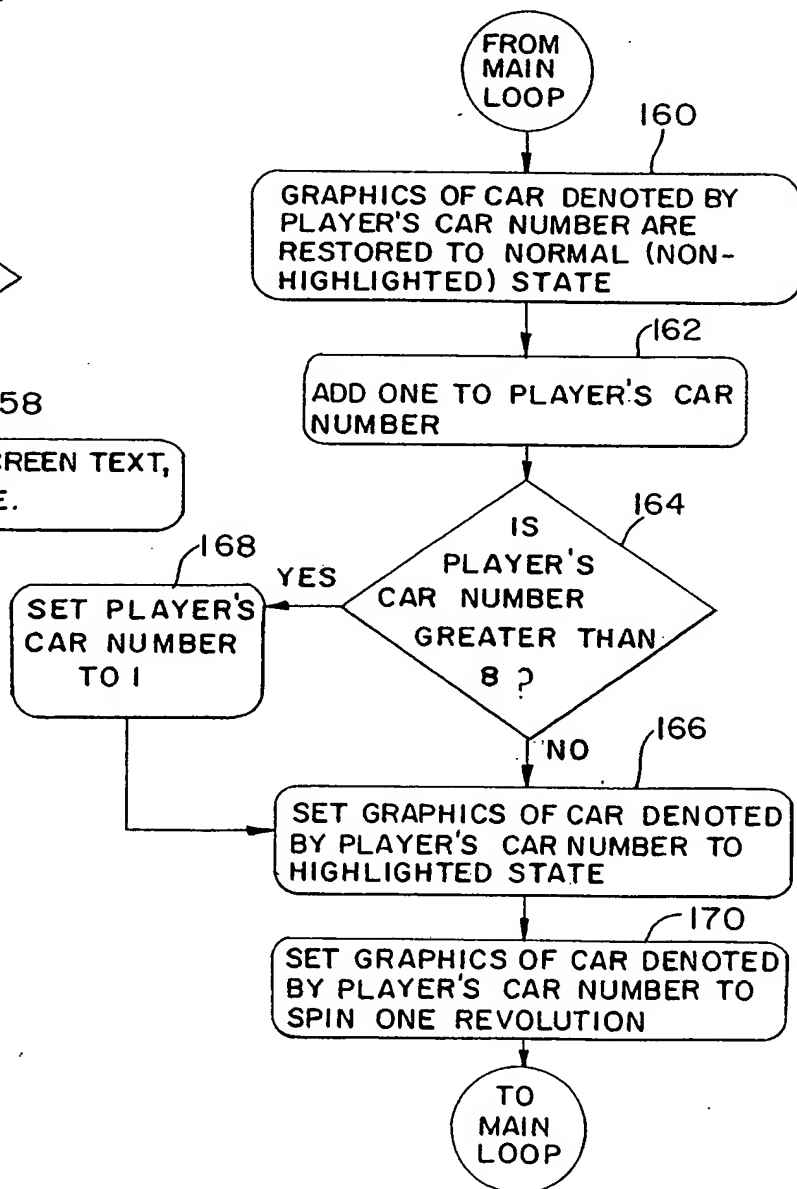 FROM
MAIN
LOOP
160
GRAPHICS OF CAR DENOTED BY
PLAYER'S CAR NUMBER ARE
RESTORED TO NORMAL (NON-
HIGHLIGHTED) STATE
162
ADD ONE TO PLAYER'S CAR
NUMBER
58
CREEN TEXT,
E.
164
IS
PLAYER'S
CAR NUMBER
GREATER THAN
8 ?
YES
168
SET PLAYER'S
CAR NUMBER
TO 1
NO
166
SET GRAPHICS OF CAR DENOTED
BY PLAYER'S CAR NUMBER TO
HIGHLIGHTED STATE
170
SET GRAPHICS OF CAR DENOTED
BY PLAYER'S CAR NUMBER TO
SPIN ONE REVOLUTION
TO
MAIN
LOOP